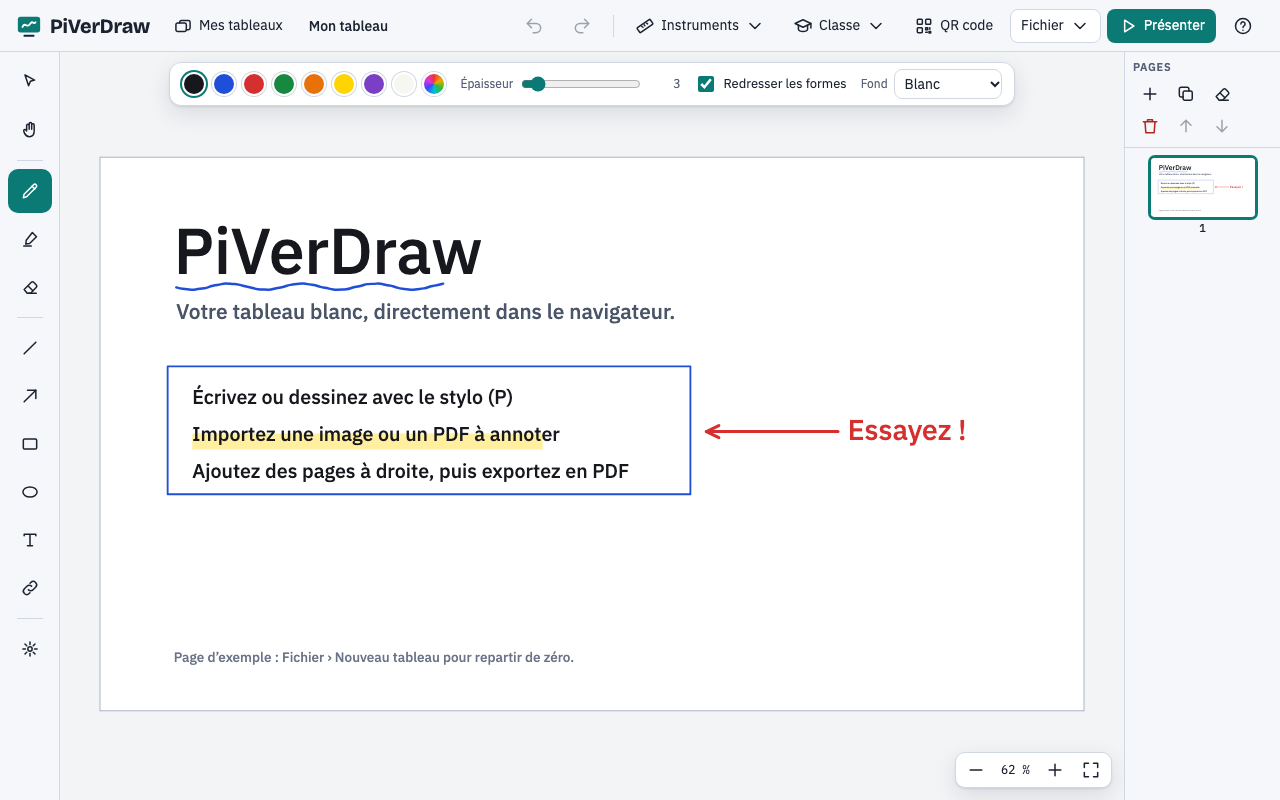 PiVerDraw
Mes tableaux
Mon tableau
Instruments
Classe
QR code
Fichier
Présenter
Épaisseur
3
Redresser les formes
Fond
Blanc
PAGES
PiVerDraw
Votre tableau blanc, directement dans le navigateur.
Écrivez ou dessinez avec le stylo (P)
Importez une image ou un PDF à annoter
Ajoutez des pages à droite, puis exportez en PDF
Essayez !
Page d’exemple : Fichier › Nouveau tableau pour repartir de zéro.
PiVerDraw
1
62 %